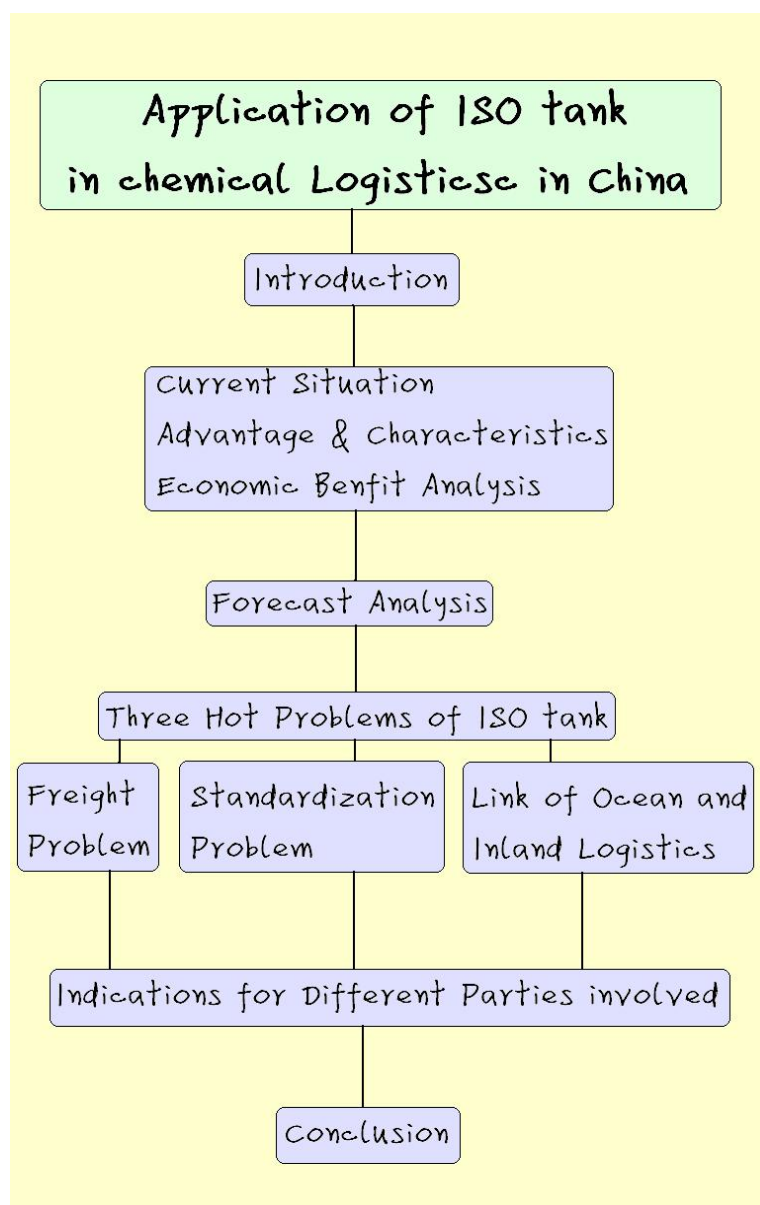 Application of ISO tank
in chemical Logisticsc in China
Introduction
Current Situation
Advantage & Characteristics
Economic Benfit Analysis
Forecast Analysis
Three Hot Problems of ISO tank
Freight
Problem
Standardization
Problem
Link of Ocean and
Inland Logistics
Indications for Different Parties involved
Conclusion